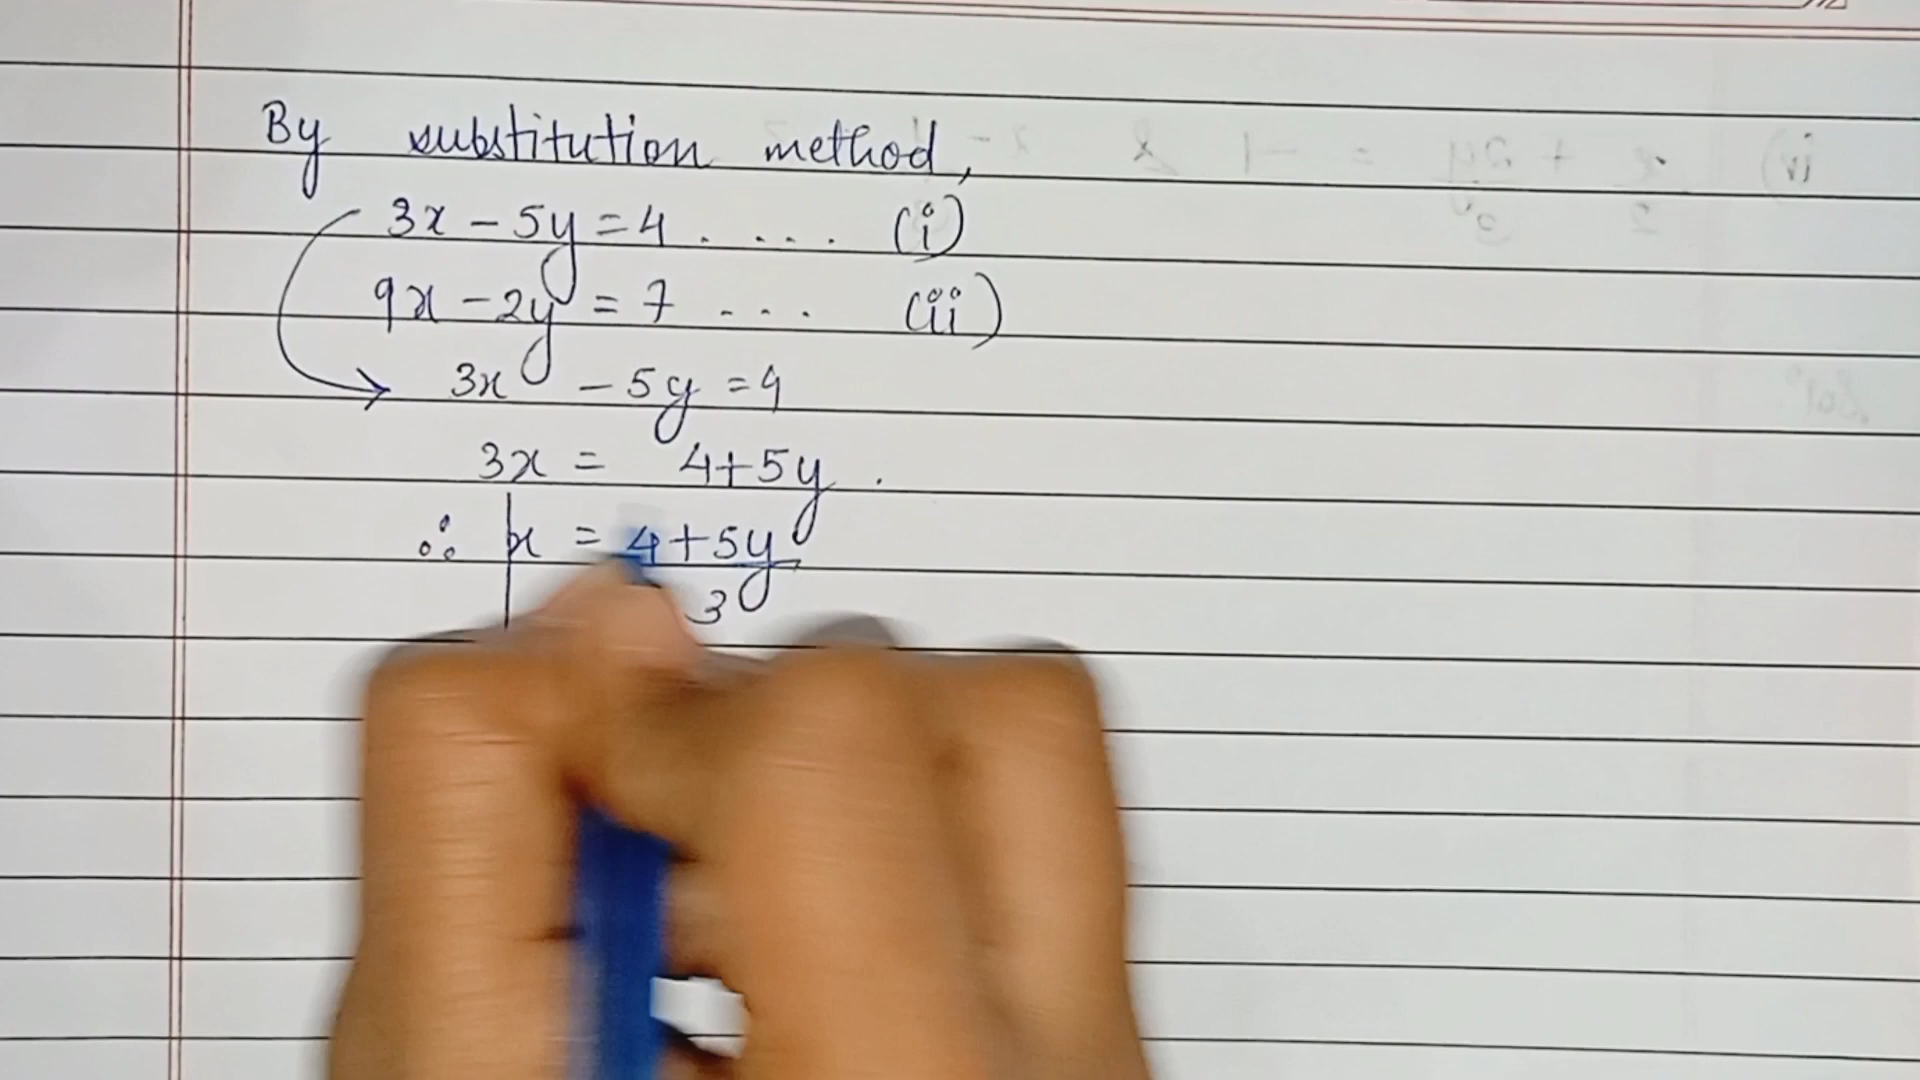 By substitution method,
3x - 5y = 4 . . . . . (i)
9x - 2y = 7 . . . (ii)
3x - 5y = 4
3x = 4+5y .
∴ x = 4+5y
3